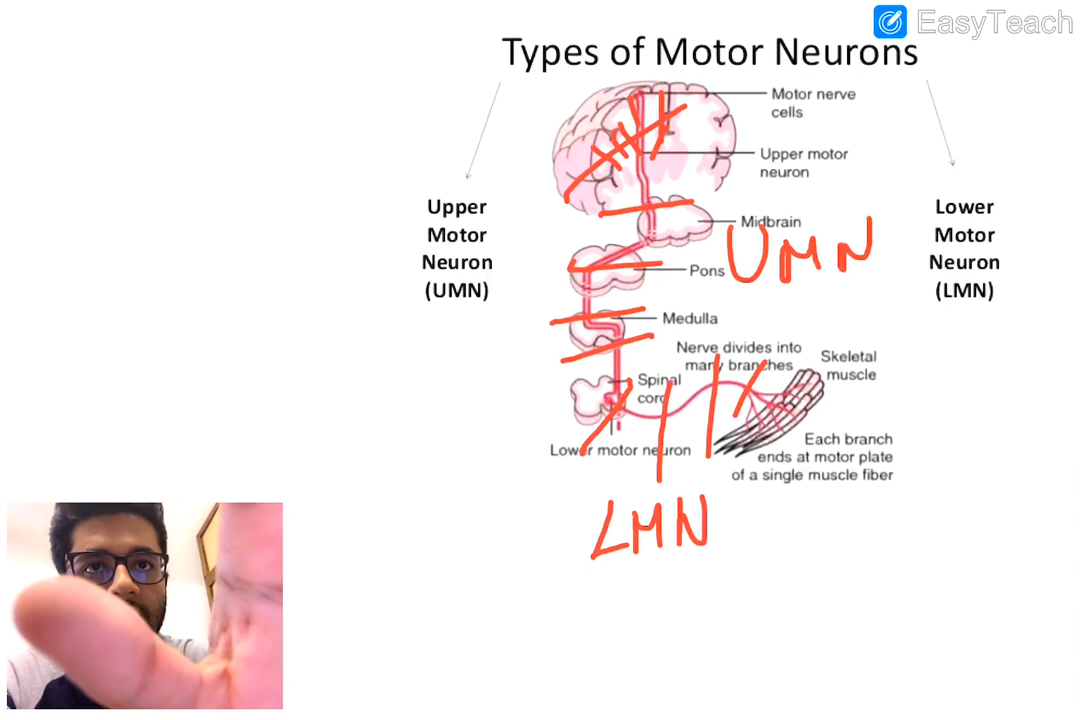 EasyTeach
Types of Motor Neurons
Upper
Motor
Neuron
(UMN)
Motor nerve
cells
Upper motor
neuron
Midbrain
Pons
Medulla
Nerve divides into
many branches
Skeletal
muscle
Spinal
cord
Lower motor neuron
Each branch
ends at motor plate
of a single muscle fiber
Lower
Motor
Neuron
(LMN)
UMN
LMN